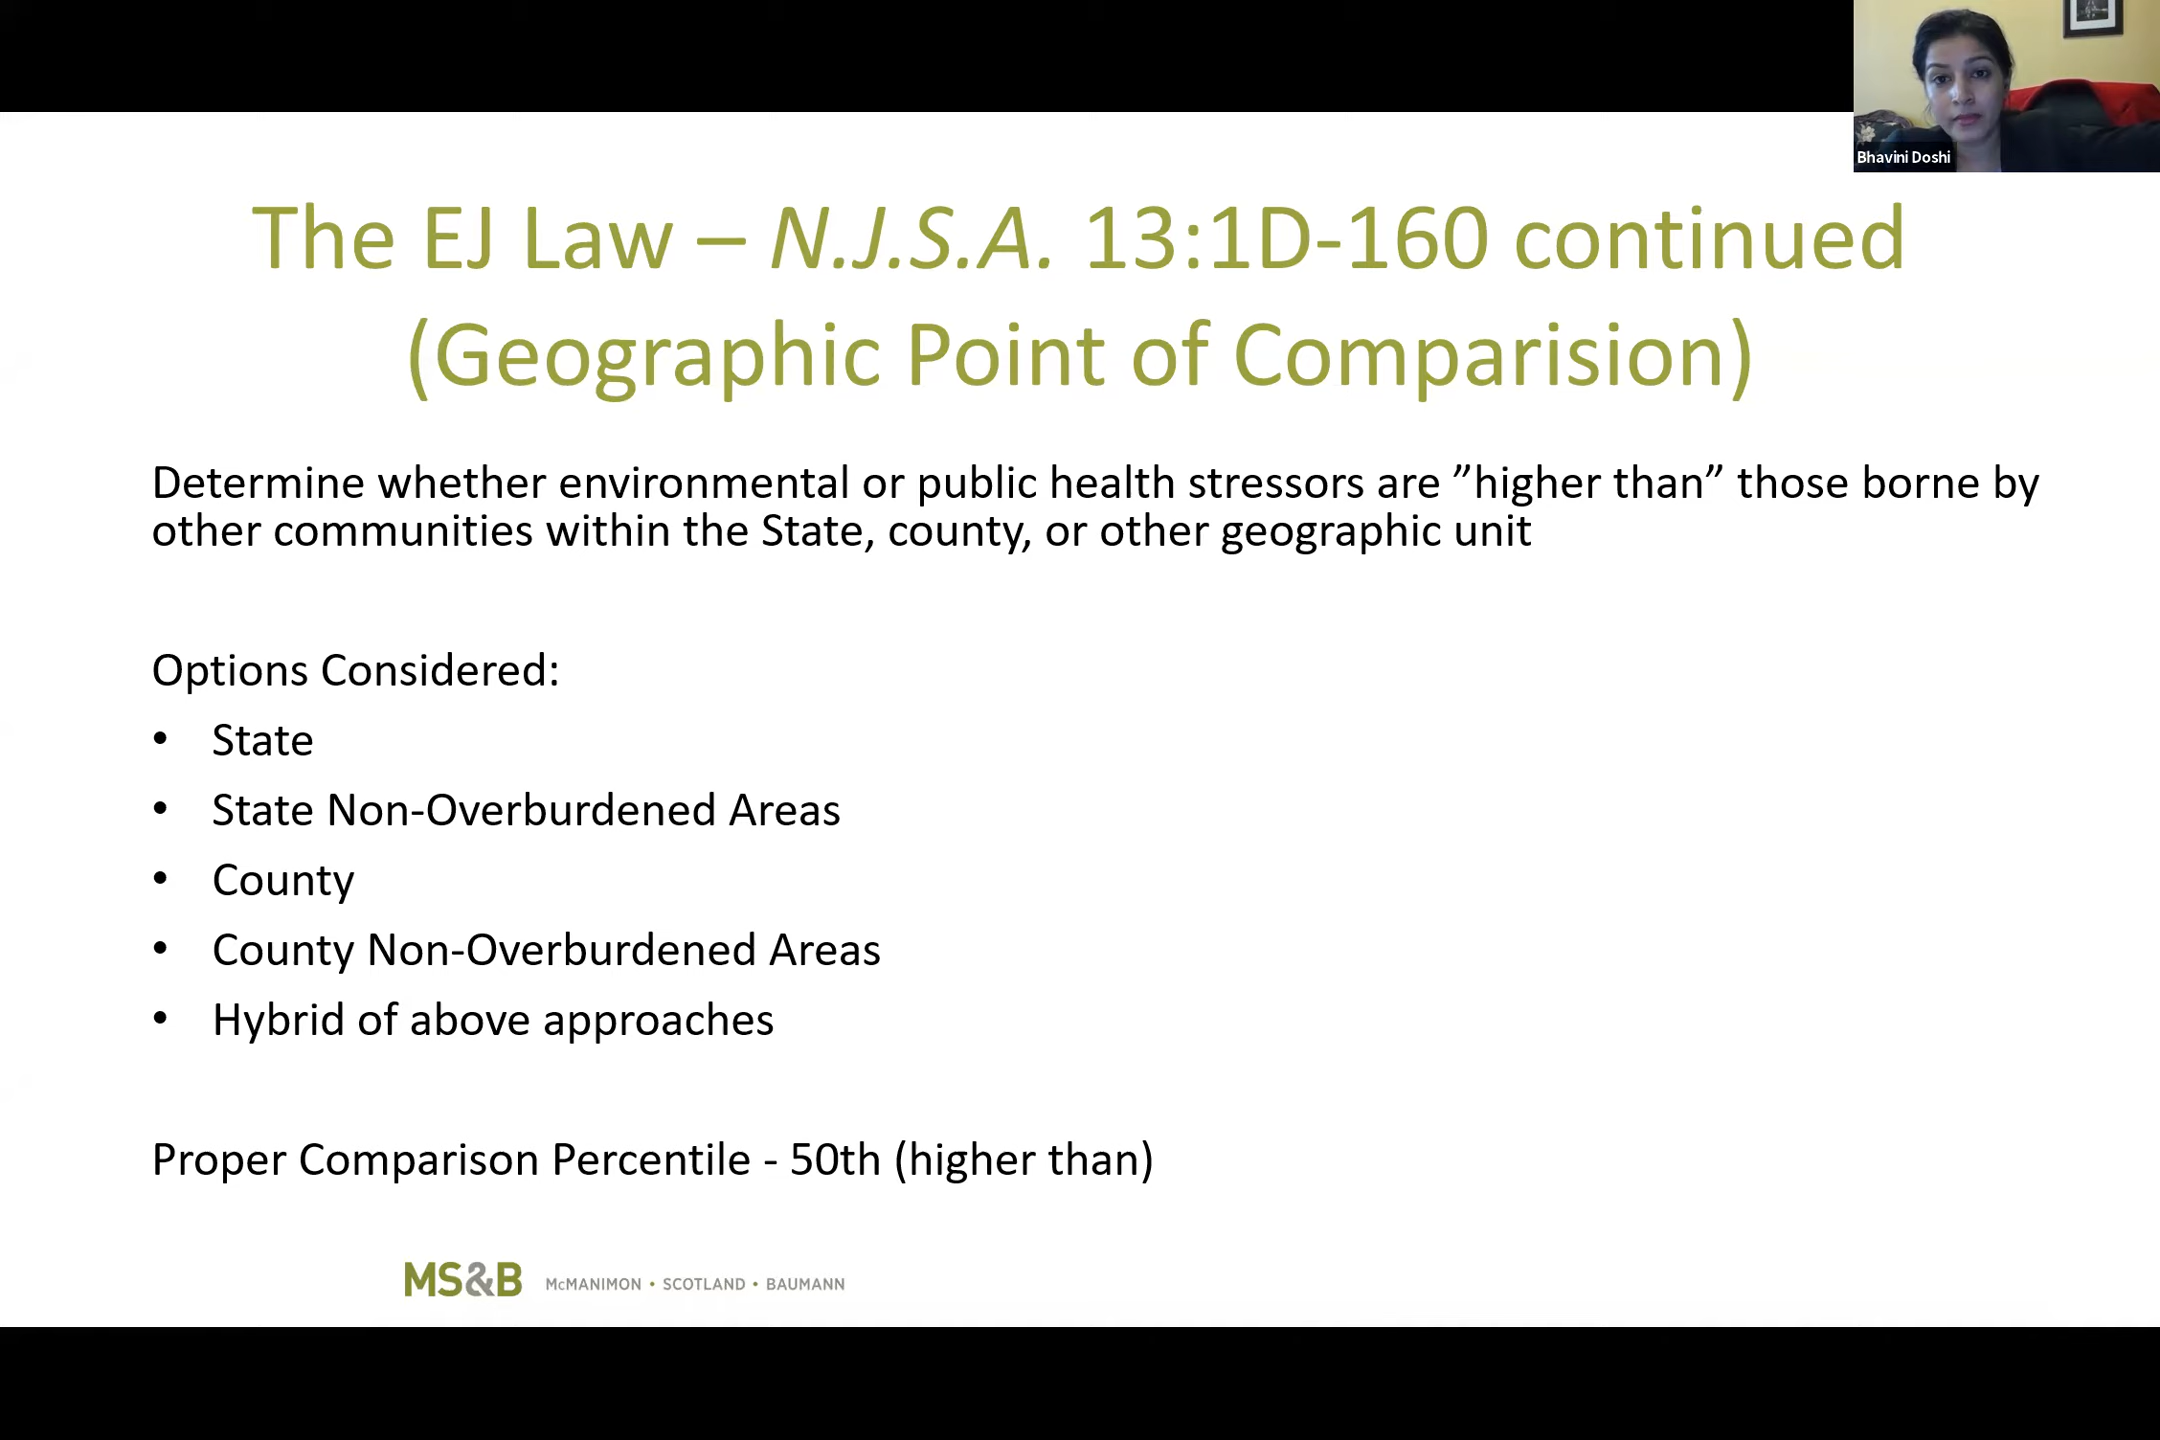 Bhavini Doshi
The EJ Law – N.J.S.A. 13:1D-160 continued
(Geographic Point of Comparision)
Determine whether environmental or public health stressors are ”higher than” those borne by
other communities within the State, county, or other geographic unit
Options Considered:
• State
• State Non-Overburdened Areas
• County
• County Non-Overburdened Areas
• Hybrid of above approaches
Proper Comparison Percentile - 50th (higher than)
MS&B McMANIMON • SCOTLAND • BAUMANN